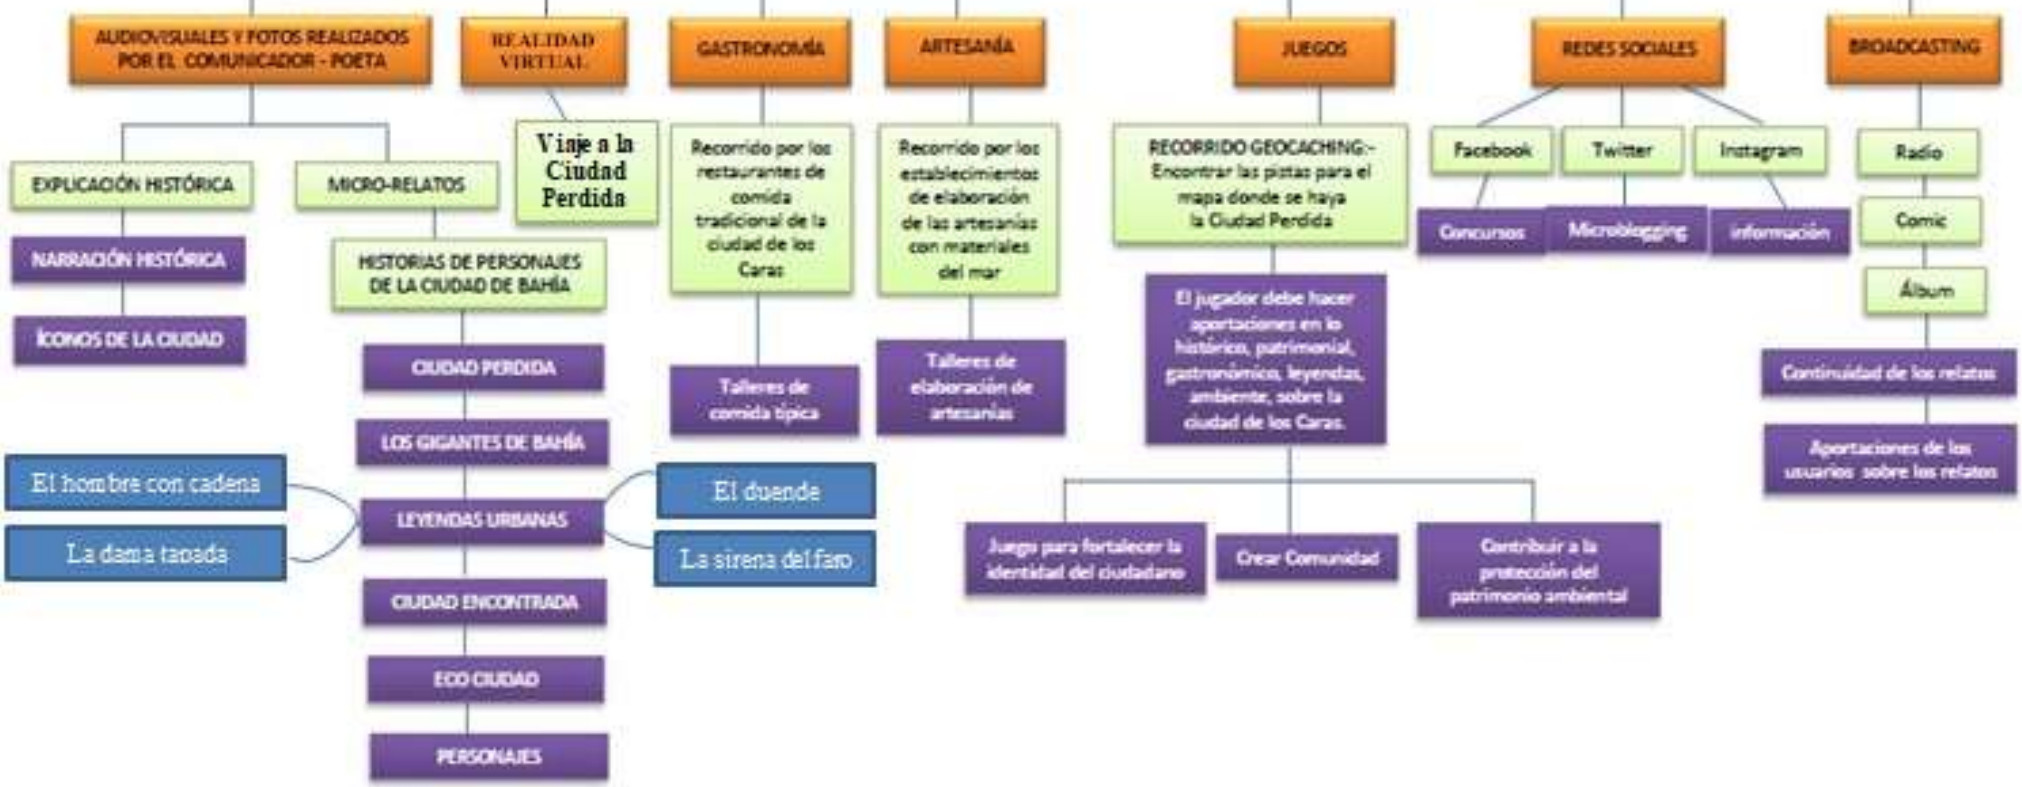 AUDIOVISUALES Y FOTOS REALIZADOS
POR EL COMUNICADOR - POETA
REALIDAD
VIRTUAL
GASTRONOMÍA
ARTESANÍA
JUEGOS
REDES SOCIALES
BROADCASTING
EXPLICACIÓN HISTÓRICA
NARRACIÓN HISTÓRICA
ÍCONOS DE LA CIUDAD
MICRO-RELATOS
HISTORIAS DE PERSONAJES
DE LA CIUDAD DE BAHÍA
CIUDAD PERDIDA
LOS GIGANTES DE BAHÍA
LEYENDAS URBANAS
El hombre con cadena
La dama tapada
El duende
La sirena del faro
CIUDAD ENCONTRADA
ECO CIUDAD
PERSONAJES
Viaje a la
Ciudad
Perdida
Recorrido por los
restaurantes de
comida
tradicional de la
ciudad de los
Caras
Talleres de
comida típica
Recorrido por los
establecimientos
de elaboración
de las artesanías
con materiales
del mar
Talleres de
elaboración de
artesanías
RECORRIDO GEOCACHING:-
Encontrar las pistas para el
mapa donde se haya
la Ciudad Perdida
El jugador debe hacer
aportaciones en lo
histórico, patrimonial,
gastronómico, leyendas,
ambiente, sobre la
ciudad de los Caras.
Juego para fortalecer la
identidad del ciudadano
Crear Comunidad
Contribuir a la
protección del
patrimonio ambiental
Facebook
Twitter
Instagram
Concursos
Microblogging
información
Radio
Comic
Álbum
Continuidad de los relatos
Aportaciones de los
usuarios sobre los relatos